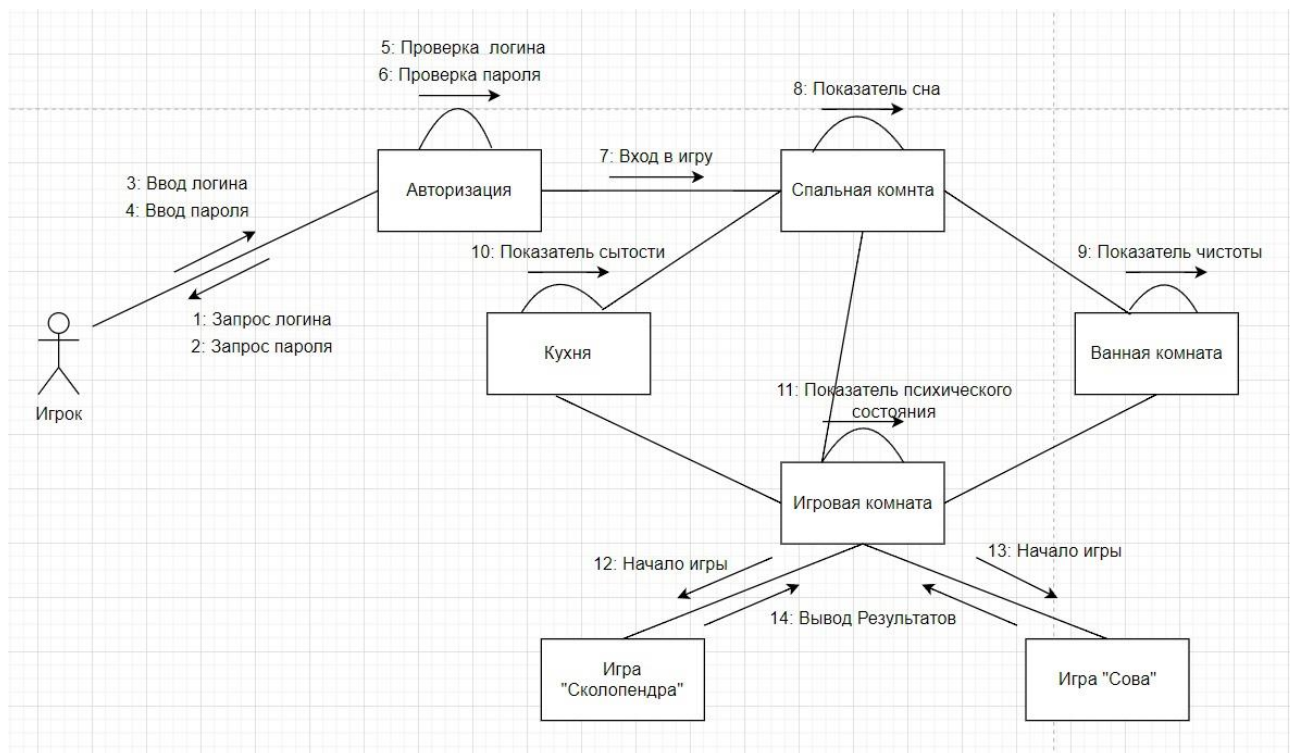 5: Проверка логина
6: Проверка пароля
8: Показатель сна
7: Вход в игру
3: Ввод логина
4: Ввод пароля
Авторизация
Спальная комнта
10: Показатель сытости
9: Показатель чистоты
1: Запрос логина
2: Запрос пароля
Кухня
Ванная комната
Игрок
11: Показатель психического
состояния
Игровая комната
12: Начало игры
13: Начало игры
14: Вывод Результатов
Игра
"Сколопендра"
Игра "Сова"